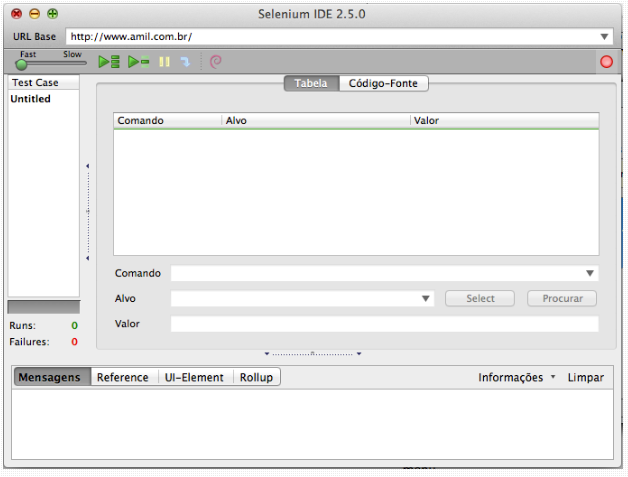 Selenium IDE 2.5.0
URL Base http://www.amil.com.br/
Fast Slow
Test Case
Untitled
Tabela Código-Fonte
Comando Alvo Valor
Comando
Alvo Select Procurar
Valor
Runs: 0
Failures: 0
Mensagens Reference UI-Element Rollup Informações Limpar